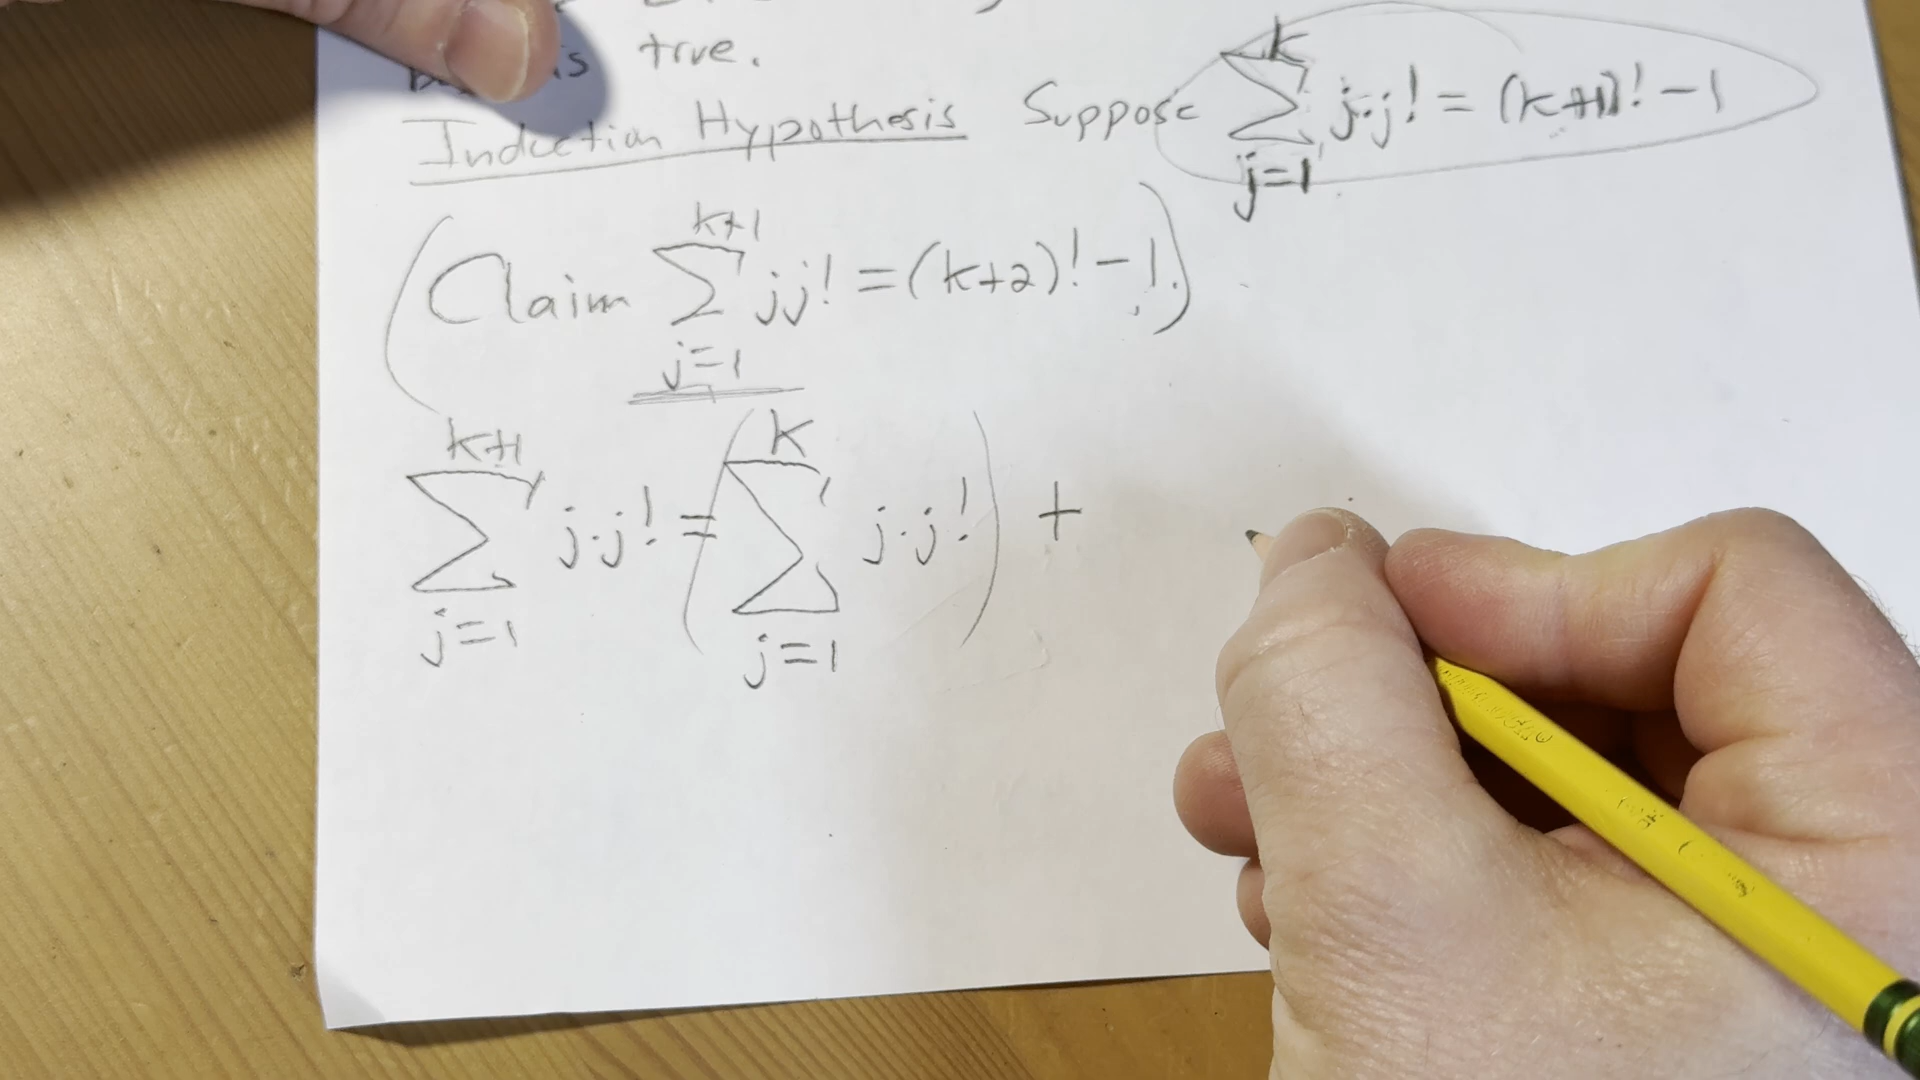 is true.
Induction Hypothesis Suppose k ∑ j=1 j·j! = (k+1)! - 1
(Claim k+1 ∑ j=1 jj! = (k+2)! - 1.)
k+1 ∑ j=1 j·j! = (k ∑ j=1 j·j!) +